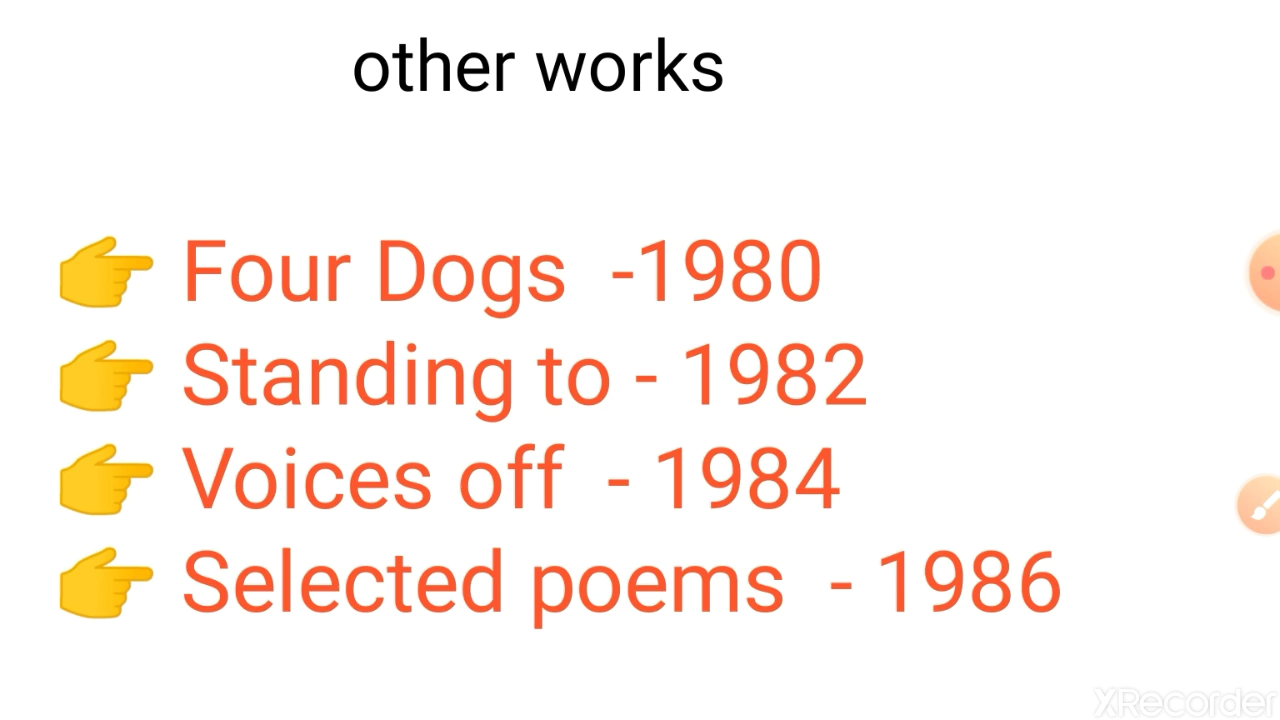 other works
👉 Four Dogs -1980
👉 Standing to - 1982
👉 Voices off - 1984
👉 Selected poems - 1986
XRecorder